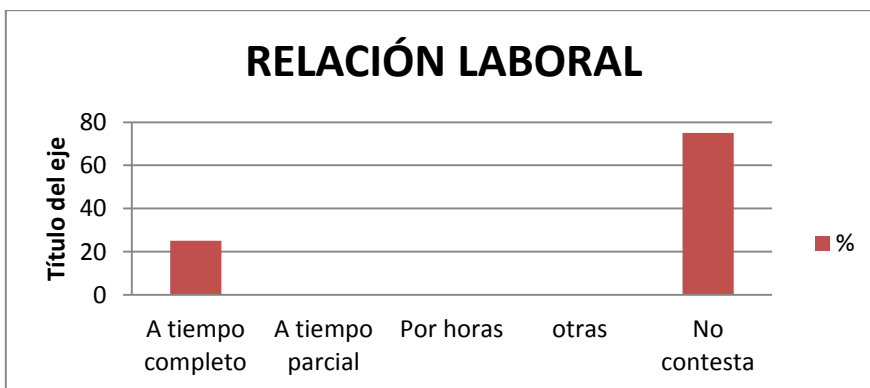 RELACIÓN LABORAL
Título del eje
80
60
40
20
0
A tiempo
completo
A tiempo
parcial
Por horas
otras
No
contesta
%